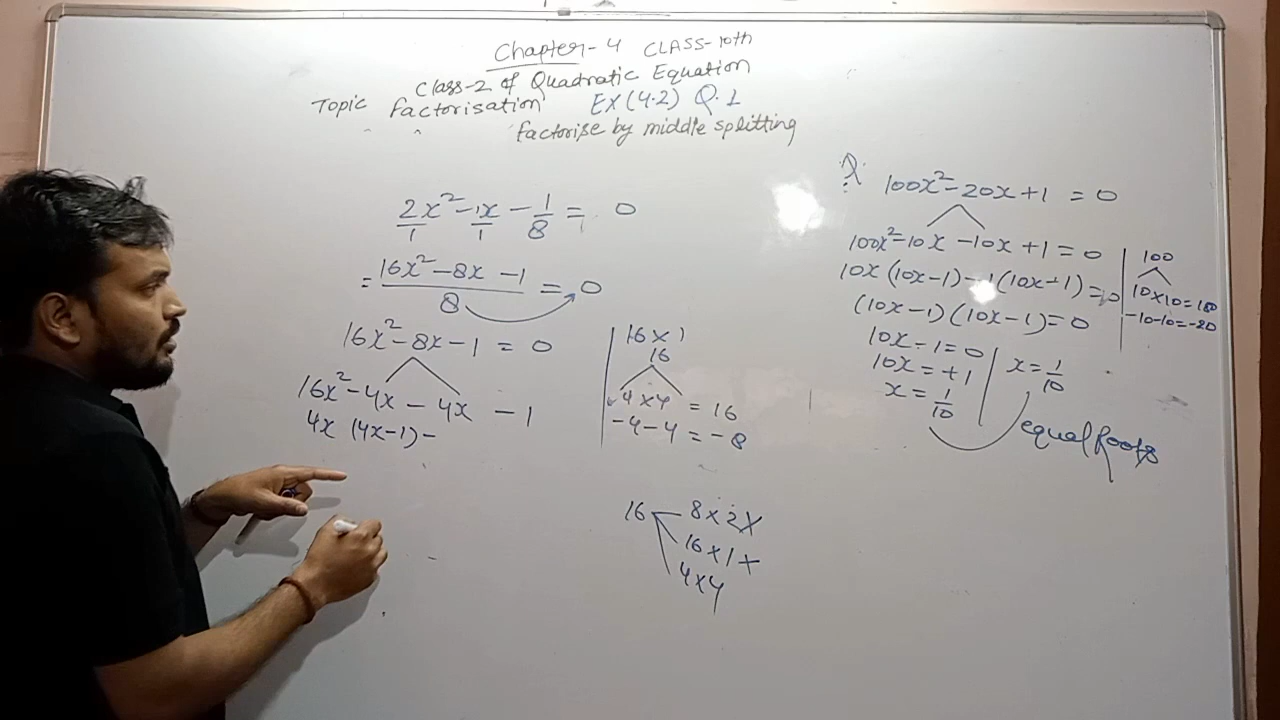 Chapter-4 CLASS-10th
Class-2 of Quadratic Equation
Topic Factorisation EX (4.2) Q.1
factorise by middle splitting
2x²/1 - 1x/1 - 1/8 = 0
= 16x² - 8x - 1 / 8 = 0
16x² - 8x - 1 = 0
16x² - 4x - 4x - 1
4x (4x-1) -
16 x 1
16
4 x 4 = 16
-4 -4 = -8
16 8 x 2 x
16 x 1 x
4 x 4
Q.
100x² - 20x + 1 = 0
100x² - 10x - 10x + 1 = 0
10x (10x-1) - 1 (10x-1) = 0
(10x-1) (10x-1) = 0
10x - 1 = 0
10x = +1
x = 1/10
x = 1/10
equal Roots
100
10 x 10 = 100
-10-10 = -20